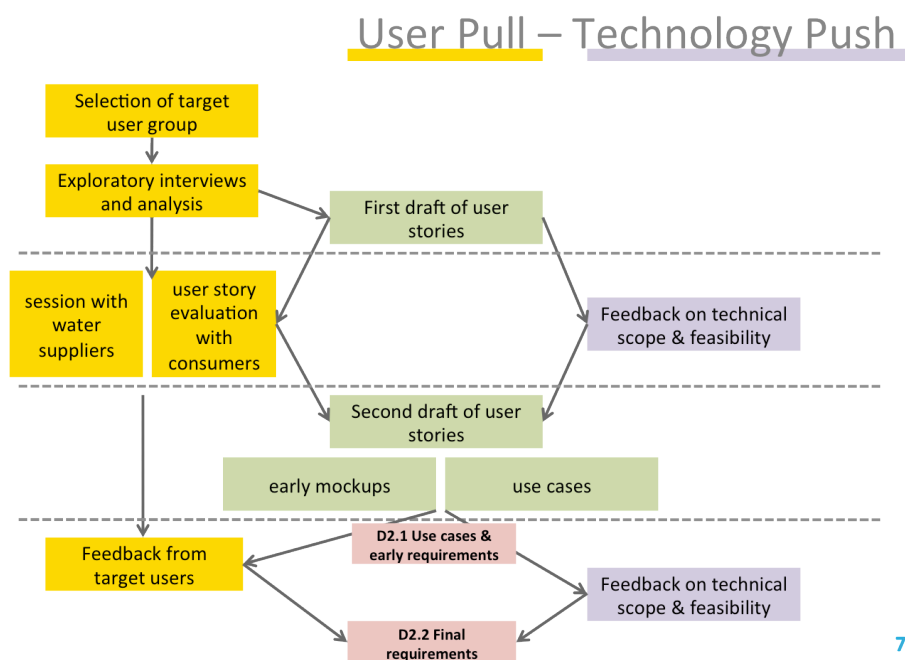 User Pull – Technology Push
Selection of target
user group
Exploratory interviews
and analysis
First draft of user
stories
session with
water
suppliers
user story
evaluation
with
consumers
Feedback on technical
scope & feasibility
Second draft of user
stories
early mockups
use cases
D2.1 Use cases &
early requirements
Feedback from
target users
Feedback on technical
scope & feasibility
D2.2 Final
requirements
7